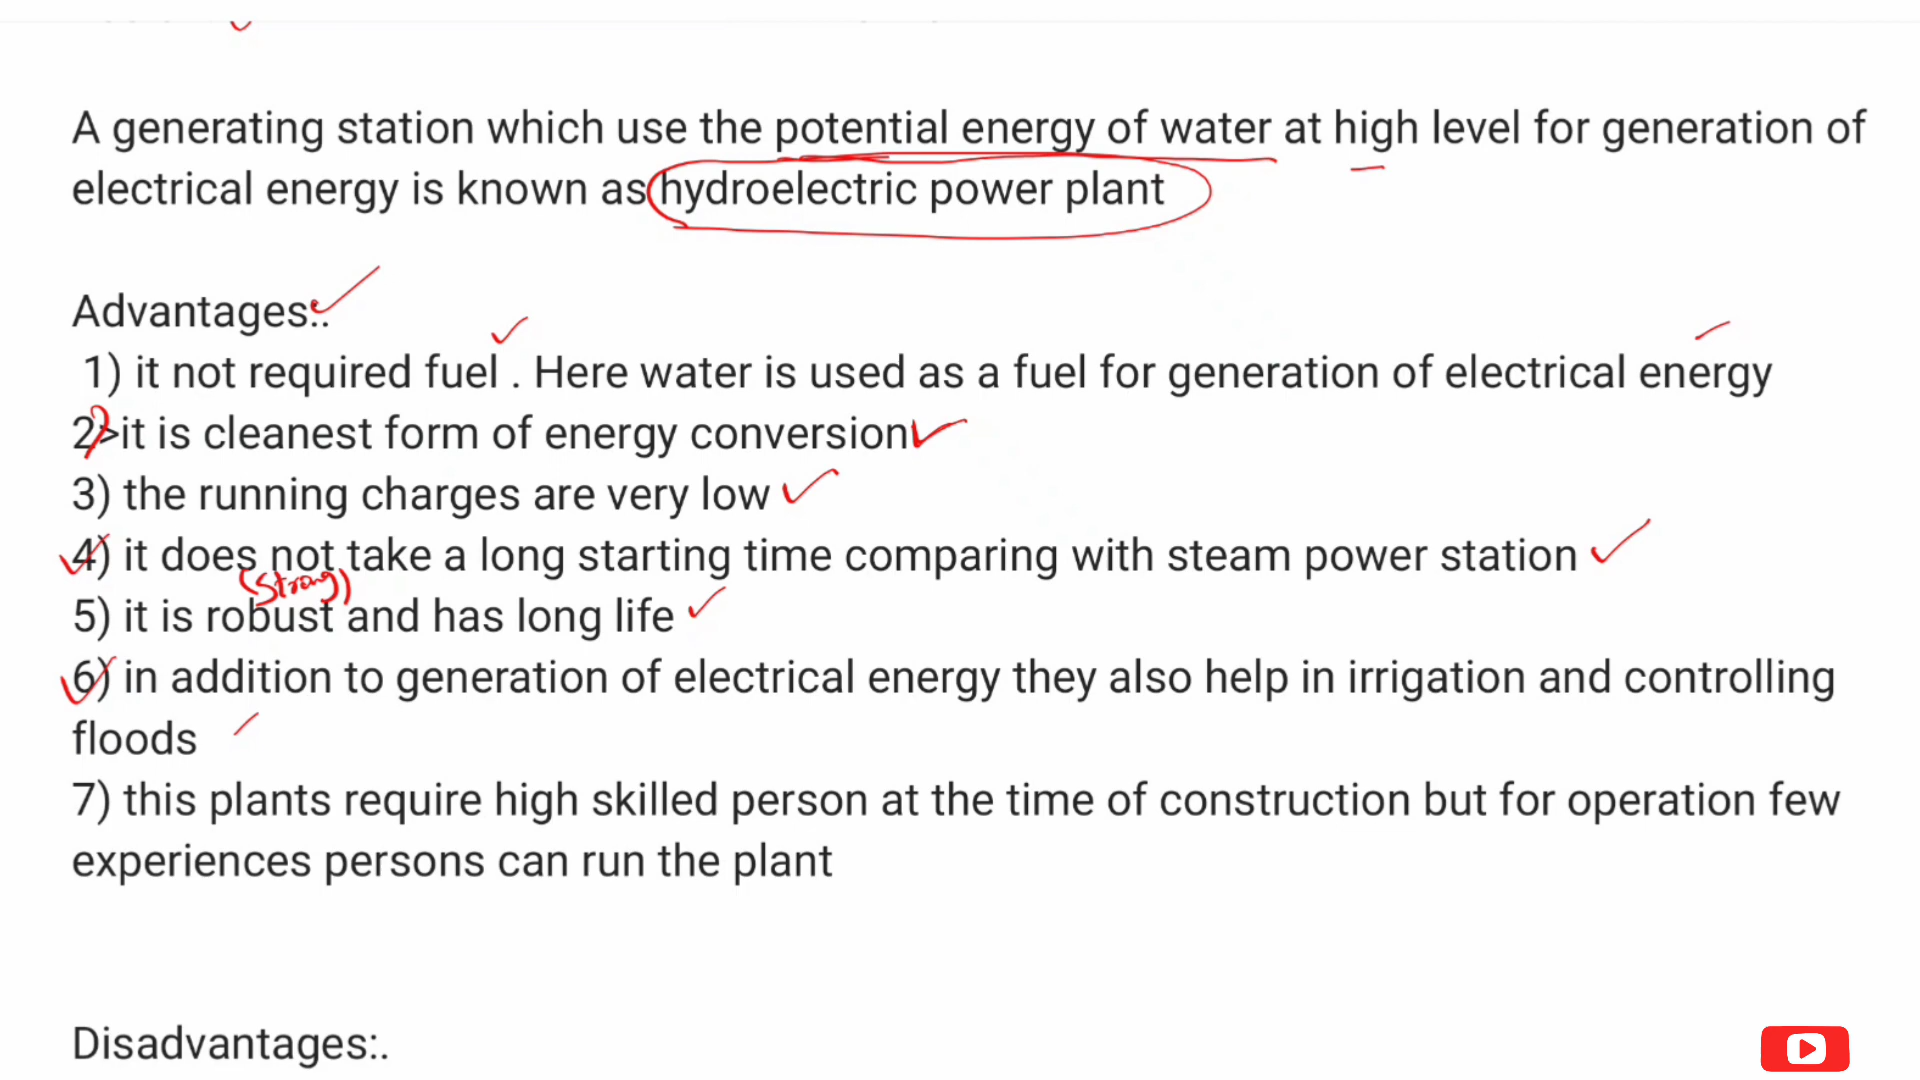 A generating station which use the potential energy of water at high level for generation of
electrical energy is known as hydroelectric power plant
Advantages:.
1) it not required fuel . Here water is used as a fuel for generation of electrical energy
2>it is cleanest form of energy conversion
3) the running charges are very low
4) it does not take a long starting time comparing with steam power station
(Strong)
5) it is robust and has long life
6) in addition to generation of electrical energy they also help in irrigation and controlling
floods
7) this plants require high skilled person at the time of construction but for operation few
experiences persons can run the plant
Disadvantages:.